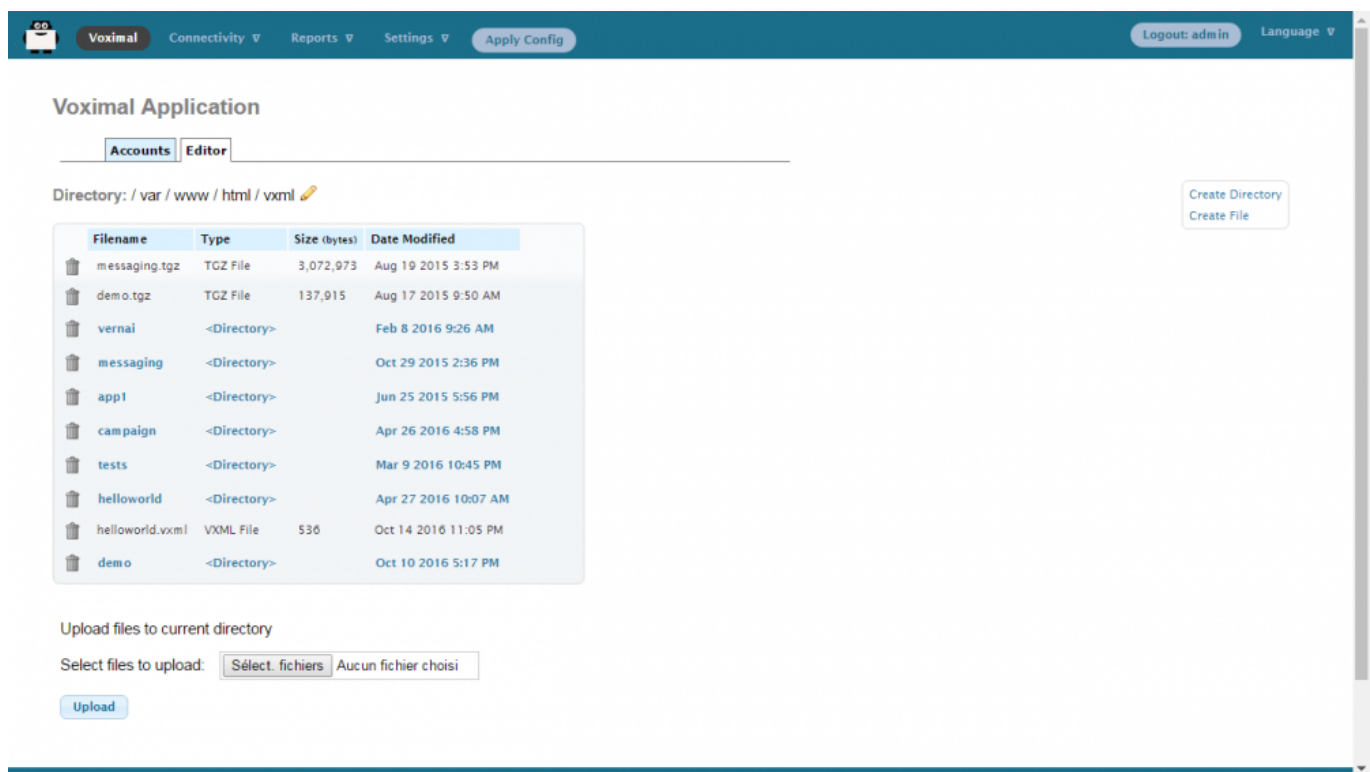 Voximal Connectivity ∇ Reports ∇ Settings ∇ Apply Config Logout: admin Language ∇
Voximal Application
Accounts Editor
Directory: / var / www / html / vxml
Create Directory
Create File
Filename Type Size (bytes) Date Modified
messaging.tgz TGZ File 3,072,973 Aug 19 2015 3:53 PM
demo.tgz TGZ File 137,915 Aug 17 2015 9:50 AM
vernai <Directory> Feb 8 2016 9:26 AM
messaging <Directory> Oct 29 2015 2:36 PM
app1 <Directory> Jun 25 2015 5:56 PM
campaign <Directory> Apr 26 2016 4:58 PM
tests <Directory> Mar 9 2016 10:45 PM
helloworld <Directory> Apr 27 2016 10:07 AM
helloworld.vxml VXML File 536 Oct 14 2016 11:05 PM
demo <Directory> Oct 10 2016 5:17 PM
Upload files to current directory
Select files to upload: Sélect. fichiers Aucun fichier choisi
Upload